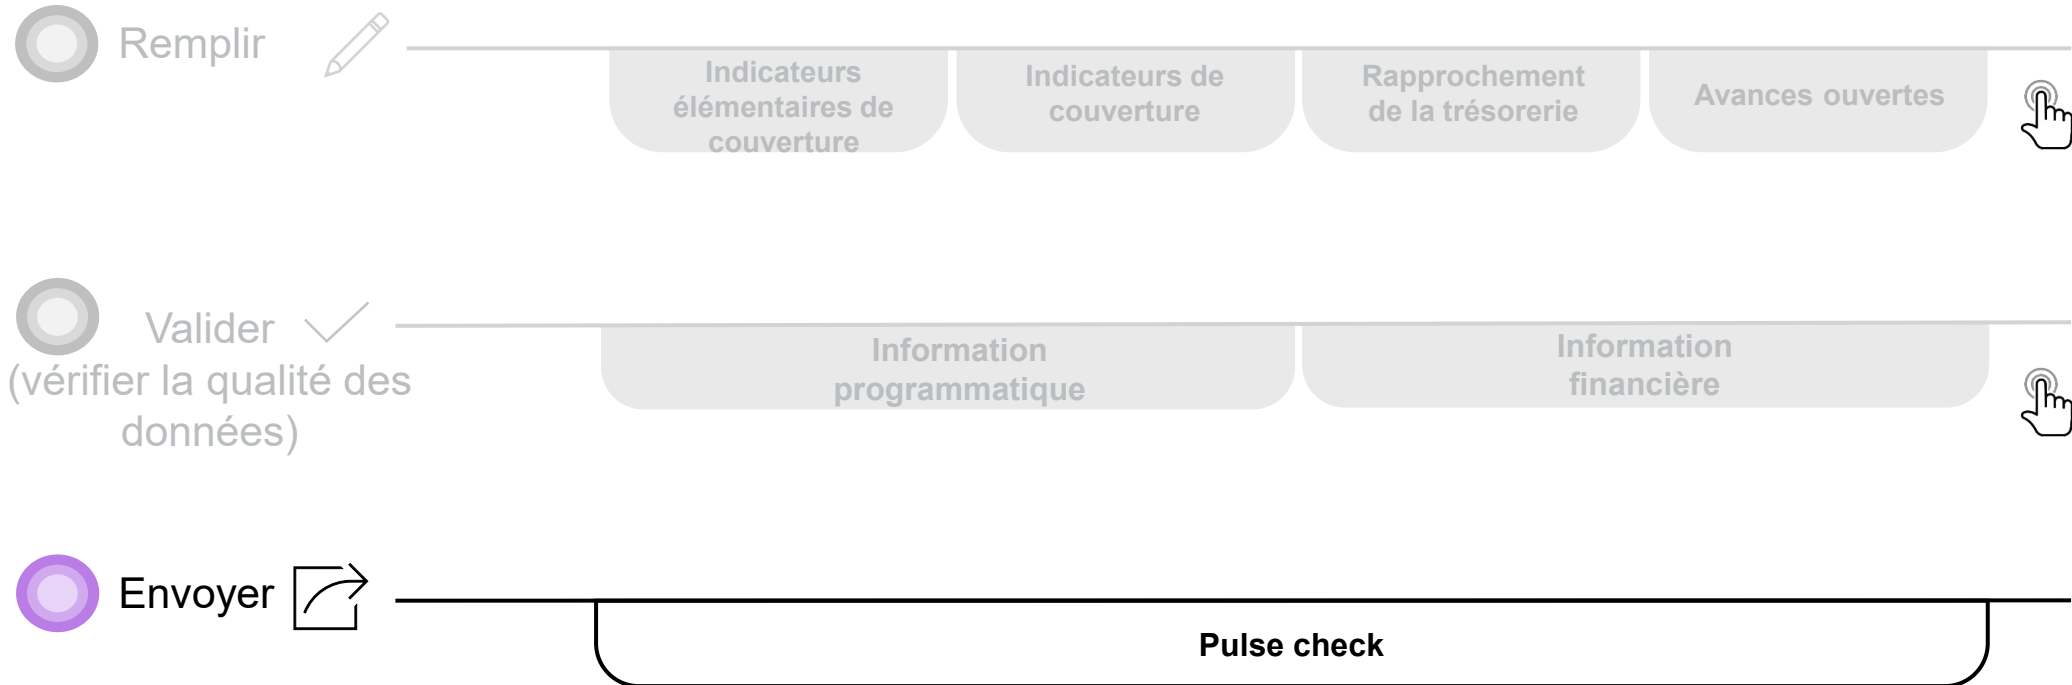 Remplir
Indicateurs
élémentaires de
couverture
Indicateurs de
couverture
Rapprochement
de la trésorerie
Avances ouvertes
Valider
(vérifier la qualité des
données)
Information
programmatique
Information
financière
Envoyer
Pulse check